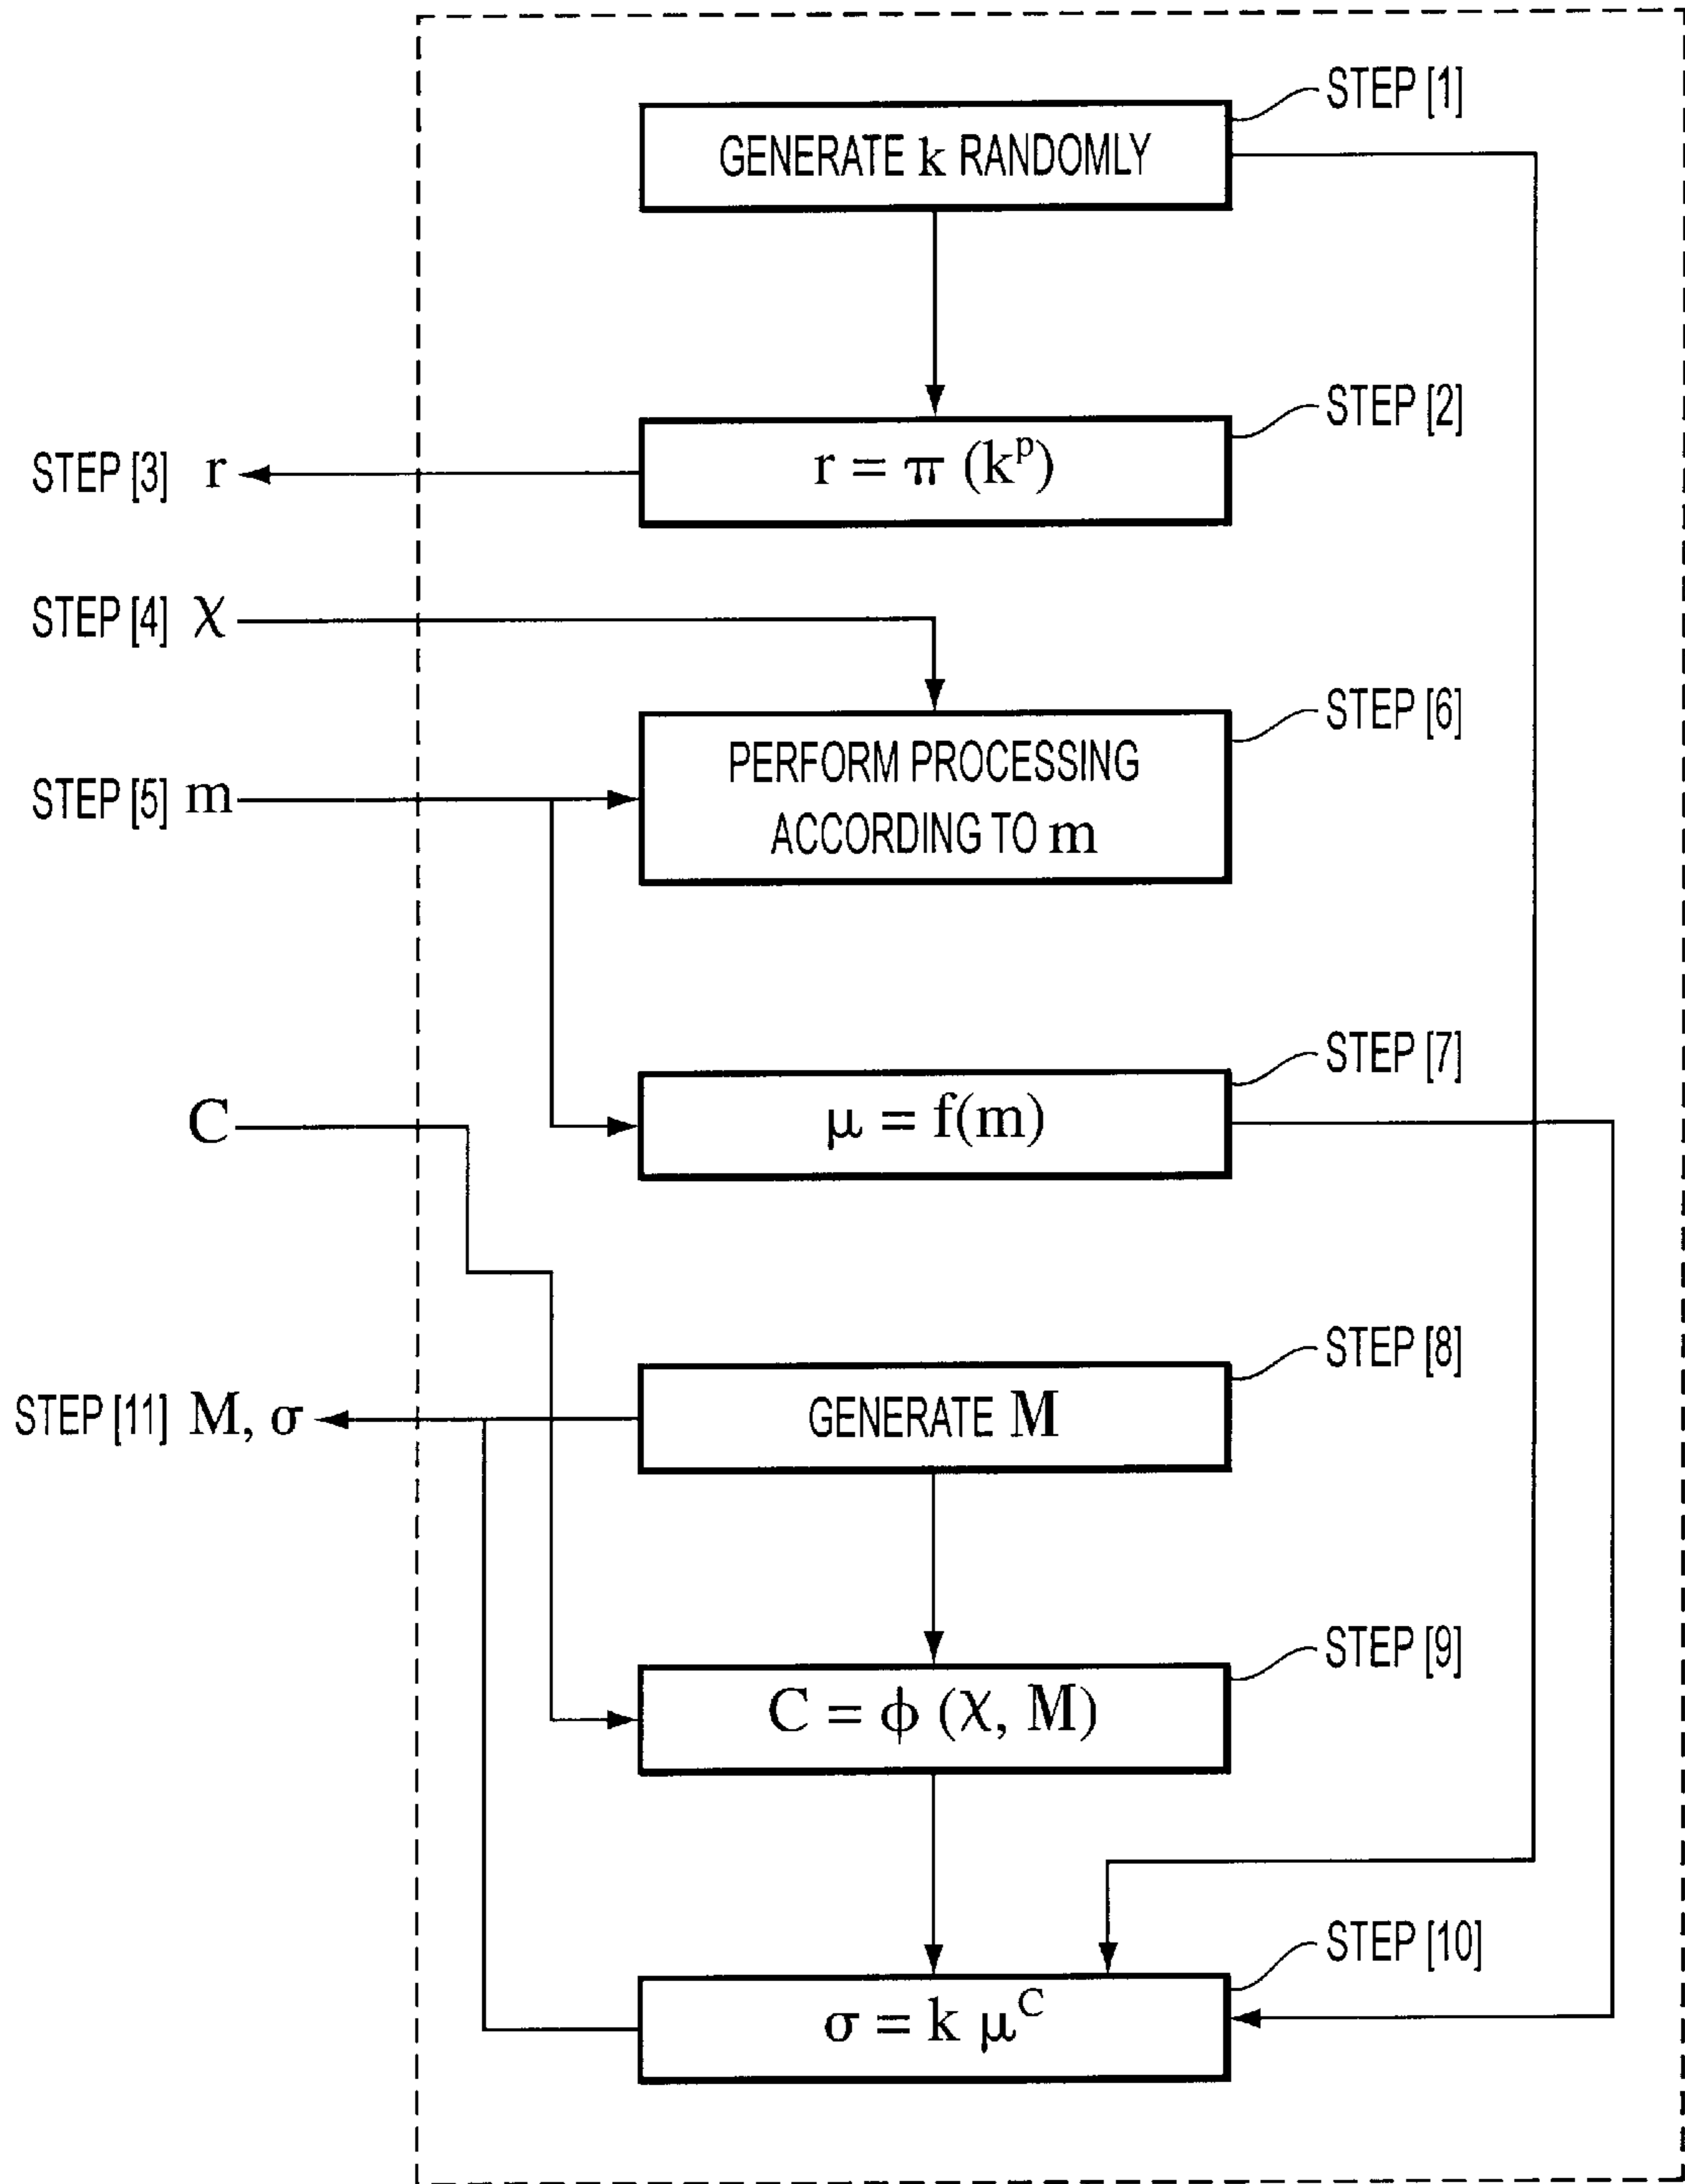 STEP [1]
GENERATE k RANDOMLY
STEP [2]
r = π (k^p)
STEP [3] r
STEP [4] χ
STEP [6]
PERFORM PROCESSING
ACCORDING TO m
STEP [5] m
STEP [7]
μ = f(m)
C
STEP [8]
GENERATE M
STEP [11] M, σ
STEP [9]
C = ϕ (χ, M)
STEP [10]
σ = k μ^C